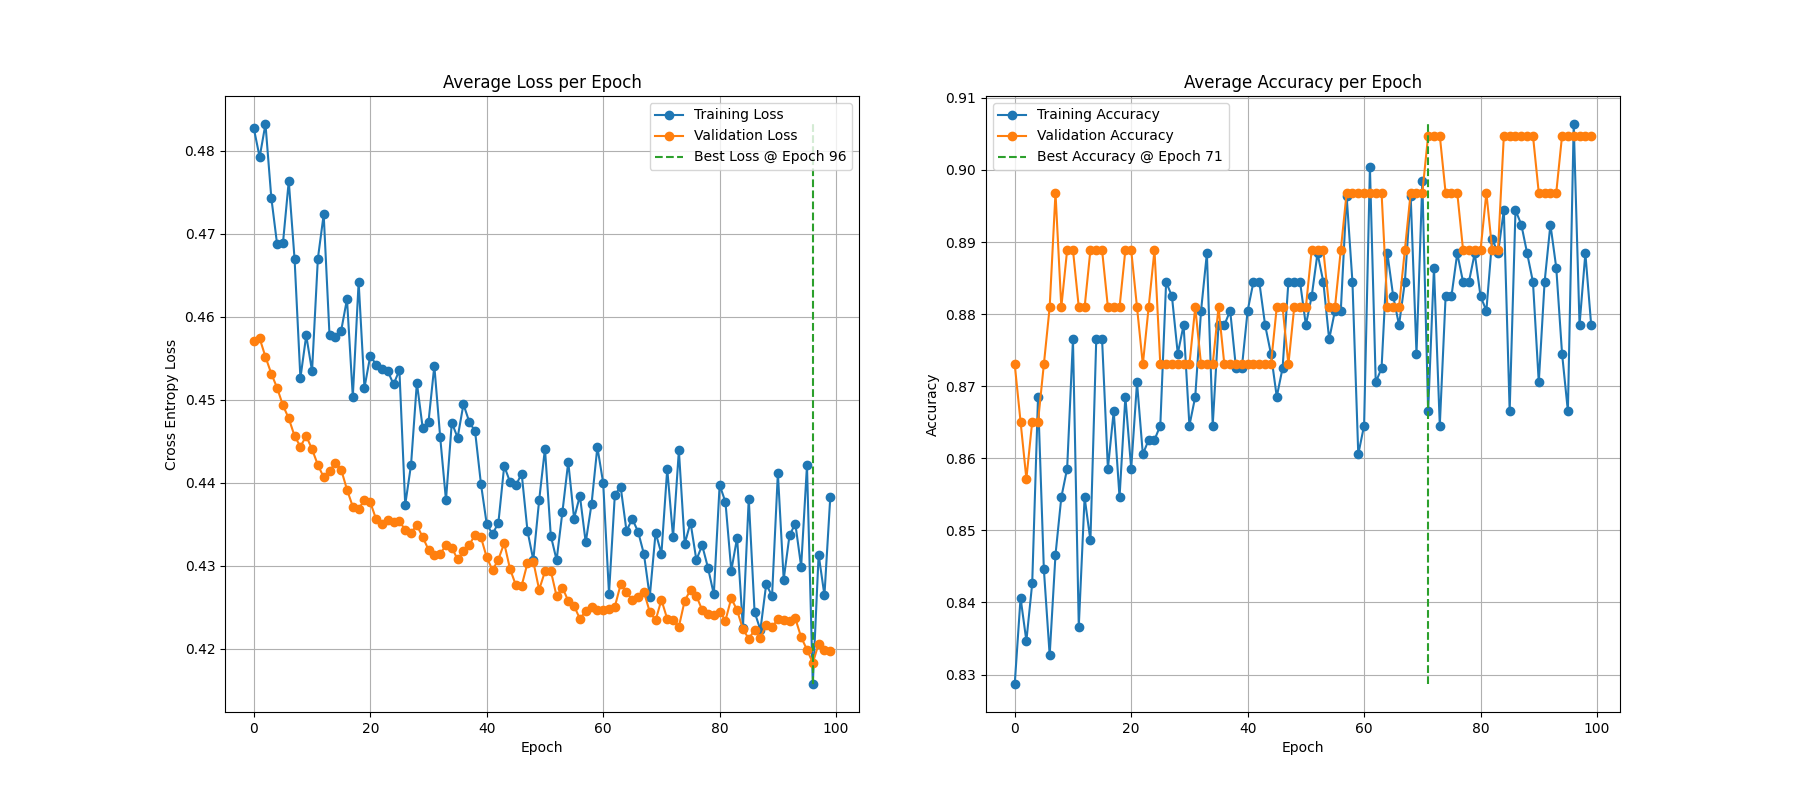 Average Loss per Epoch
Training Loss
Validation Loss
Best Loss @ Epoch 96
0.48
0.47
0.46
0.45
0.44
0.43
0.42
Cross Entropy Loss
0
20
40
60
80
100
Epoch
Average Accuracy per Epoch
Training Accuracy
Validation Accuracy
Best Accuracy @ Epoch 71
0.91
0.90
0.89
0.88
0.87
0.86
0.85
0.84
0.83
Accuracy
0
20
40
60
80
100
Epoch